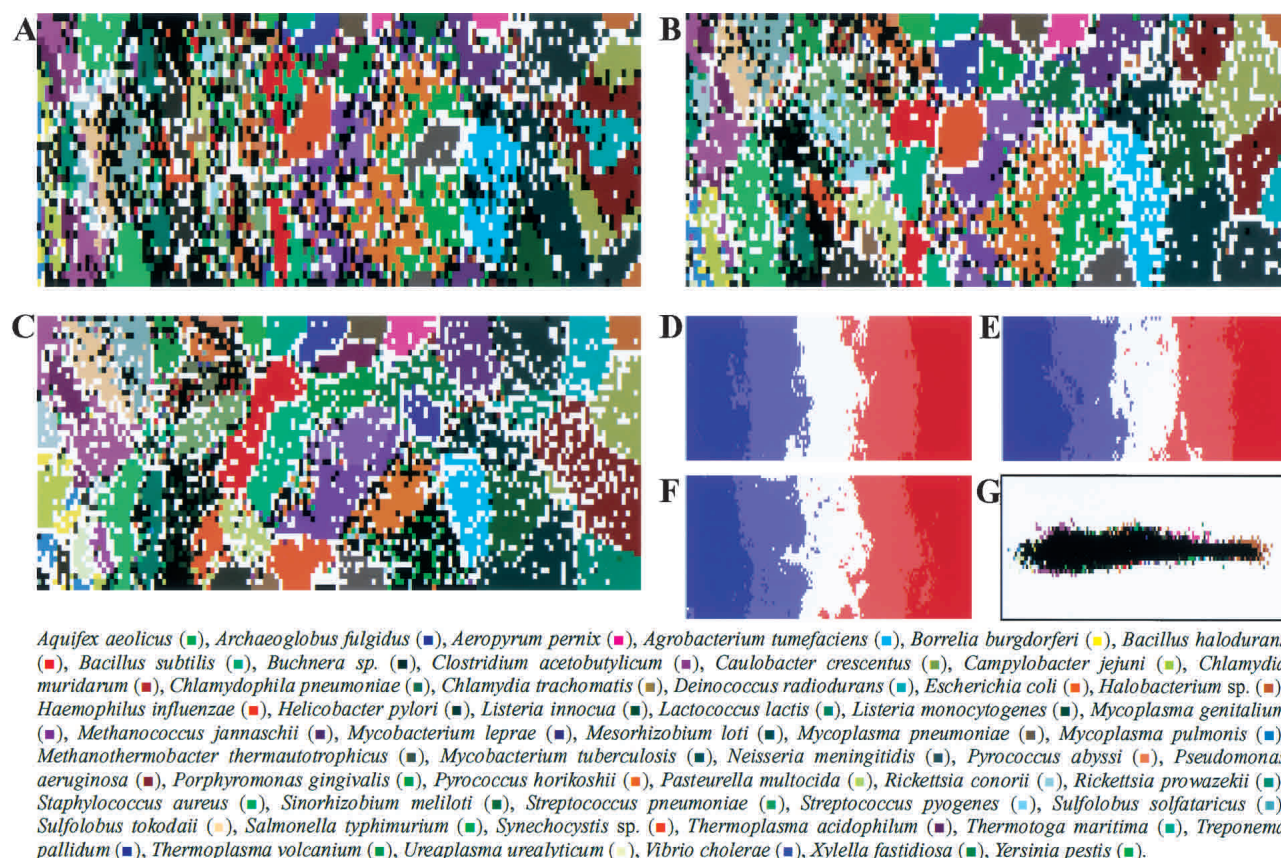 A
B
C
D
E
F
G
Aquifex aeolicus (■), Archaeoglobus fulgidus (■), Aeropyrum pernix (■), Agrobacterium tumefaciens (■), Borrelia burgdorferi (■), Bacillus halodurans
(■), Bacillus subtilis (■), Buchnera sp. (■), Clostridium acetobutylicum (■), Caulobacter crescentus (■), Campylobacter jejuni (■), Chlamydia
muridarum (■), Chlamydophila pneumoniae (■), Chlamydia trachomatis (■), Deinococcus radiodurans (■), Escherichia coli (■), Halobacterium sp. (■),
Haemophilus influenzae (■), Helicobacter pylori (■), Listeria innocua (■), Lactococcus lactis (■), Listeria monocytogenes (■), Mycoplasma genitalium
(■), Methanococcus jannaschii (■), Mycobacterium leprae (■), Mesorhizobium loti (■), Mycoplasma pneumoniae (■), Mycoplasma pulmonis (■),
Methanothermobacter thermautotrophicus (■), Mycobacterium tuberculosis (■), Neisseria meningitidis (■), Pyrococcus abyssi (■), Pseudomonas
aeruginosa (■), Porphyromonas gingivalis (■), Pyrococcus horikoshii (■), Pasteurella multocida (■), Rickettsia conorii (■), Rickettsia prowazekii (■),
Staphylococcus aureus (■), Sinorhizobium meliloti (■), Streptococcus pneumoniae (■), Streptococcus pyogenes (■), Sulfolobus solfataricus (■),
Sulfolobus tokodaii (■), Salmonella typhimurium (■), Synechocystis sp. (■), Thermoplasma acidophilum (■), Thermotoga maritima (■), Treponema
pallidum (■), Thermoplasma volcanium (■), Ureaplasma urealyticum (■), Vibrio cholerae (■), Xylella fastidiosa (■), Yersinia pestis (■).